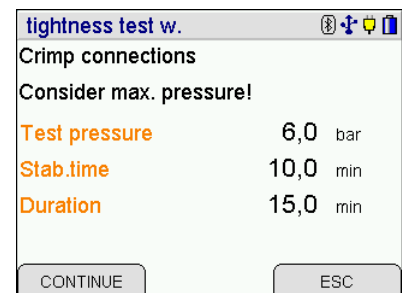 tightness test w.
Crimp connections
Consider max. pressure!
Test pressure 6,0 bar
Stab.time 10,0 min
Duration 15,0 min
CONTINUE ESC